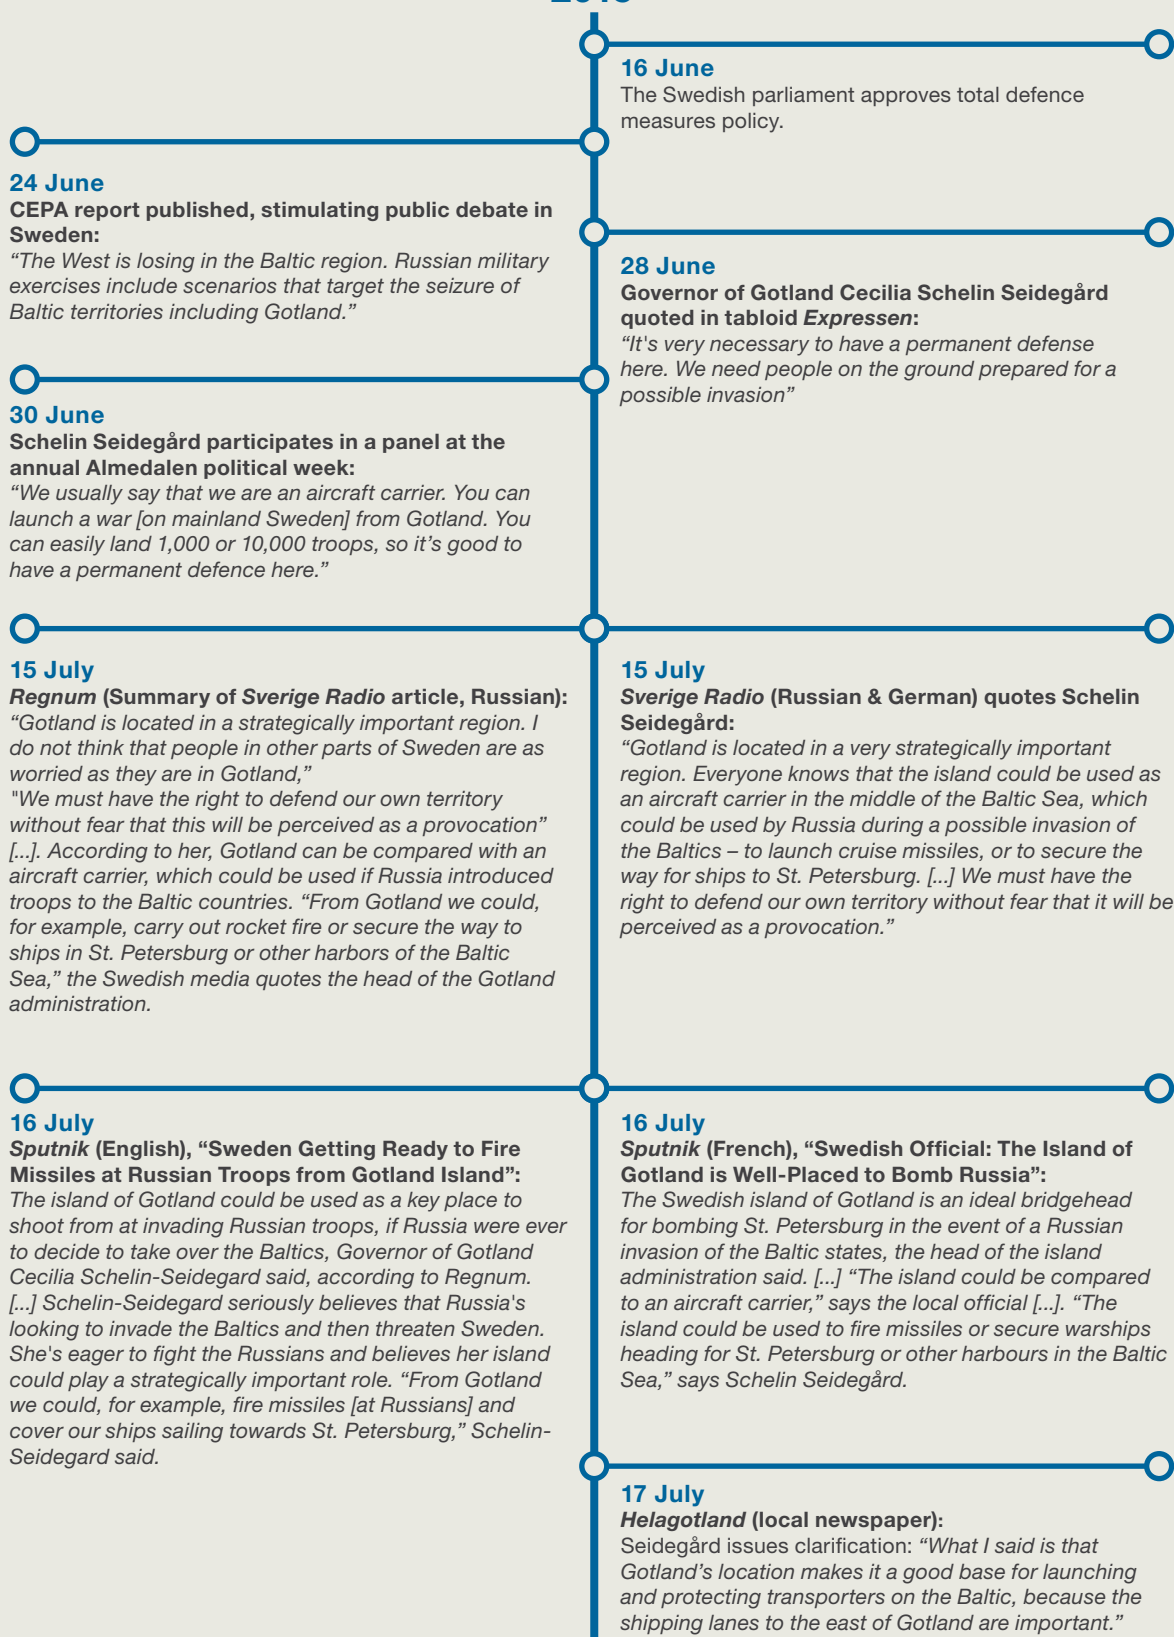 16 June
The Swedish parliament approves total defence
measures policy.
24 June
CEPA report published, stimulating public debate in
Sweden:
“The West is losing in the Baltic region. Russian military
exercises include scenarios that target the seizure of
Baltic territories including Gotland.”
28 June
Governor of Gotland Cecilia Schelin Seidegård
quoted in tabloid Expressen:
“It's very necessary to have a permanent defense
here. We need people on the ground prepared for a
possible invasion”
30 June
Schelin Seidegård participates in a panel at the
annual Almedalen political week:
“We usually say that we are an aircraft carrier. You can
launch a war [on mainland Sweden] from Gotland. You
can easily land 1,000 or 10,000 troops, so it’s good to
have a permanent defence here.”
15 July
Regnum (Summary of Sverige Radio article, Russian):
“Gotland is located in a strategically important region. I
do not think that people in other parts of Sweden are as
worried as they are in Gotland,”
"We must have the right to defend our own territory
without fear that this will be perceived as a provocation”
[...]. According to her, Gotland can be compared with an
aircraft carrier, which could be used if Russia introduced
troops to the Baltic countries. “From Gotland we could,
for example, carry out rocket fire or secure the way to
ships in St. Petersburg or other harbors of the Baltic
Sea,” the Swedish media quotes the head of the Gotland
administration.
15 July
Sverige Radio (Russian & German) quotes Schelin
Seidegård:
“Gotland is located in a very strategically important
region. Everyone knows that the island could be used as
an aircraft carrier in the middle of the Baltic Sea, which
could be used by Russia during a possible invasion of
the Baltics – to launch cruise missiles, or to secure the
way for ships to St. Petersburg. [...] We must have the
right to defend our own territory without fear that it will be
perceived as a provocation.”
16 July
Sputnik (English), “Sweden Getting Ready to Fire
Missiles at Russian Troops from Gotland Island”:
The island of Gotland could be used as a key place to
shoot from at invading Russian troops, if Russia were ever
to decide to take over the Baltics, Governor of Gotland
Cecilia Schelin-Seidegard said, according to Regnum.
[...] Schelin-Seidegard seriously believes that Russia's
looking to invade the Baltics and then threaten Sweden.
She's eager to fight the Russians and believes her island
could play a strategically important role. “From Gotland
we could, for example, fire missiles [at Russians] and
cover our ships sailing towards St. Petersburg,” Schelin-
Seidegard said.
16 July
Sputnik (French), “Swedish Official: The Island of
Gotland is Well-Placed to Bomb Russia”:
The Swedish island of Gotland is an ideal bridgehead
for bombing St. Petersburg in the event of a Russian
invasion of the Baltic states, the head of the island
administration said. [...] “The island could be compared
to an aircraft carrier,” says the local official [...]. “The
island could be used to fire missiles or secure warships
heading for St. Petersburg or other harbours in the Baltic
Sea,” says Schelin Seidegård.
17 July
Helagotland (local newspaper):
Seidegård issues clarification: “What I said is that
Gotland’s location makes it a good base for launching
and protecting transporters on the Baltic, because the
shipping lanes to the east of Gotland are important.”